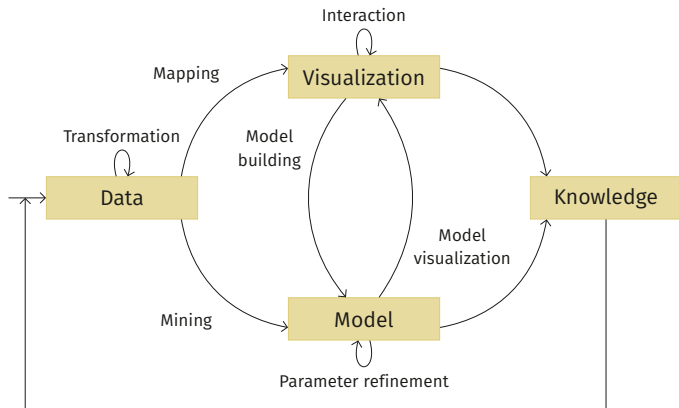 Interaction
Visualization
Mapping
Transformation
Model
building
Data
Knowledge
Model
visualization
Mining
Model
Parameter refinement